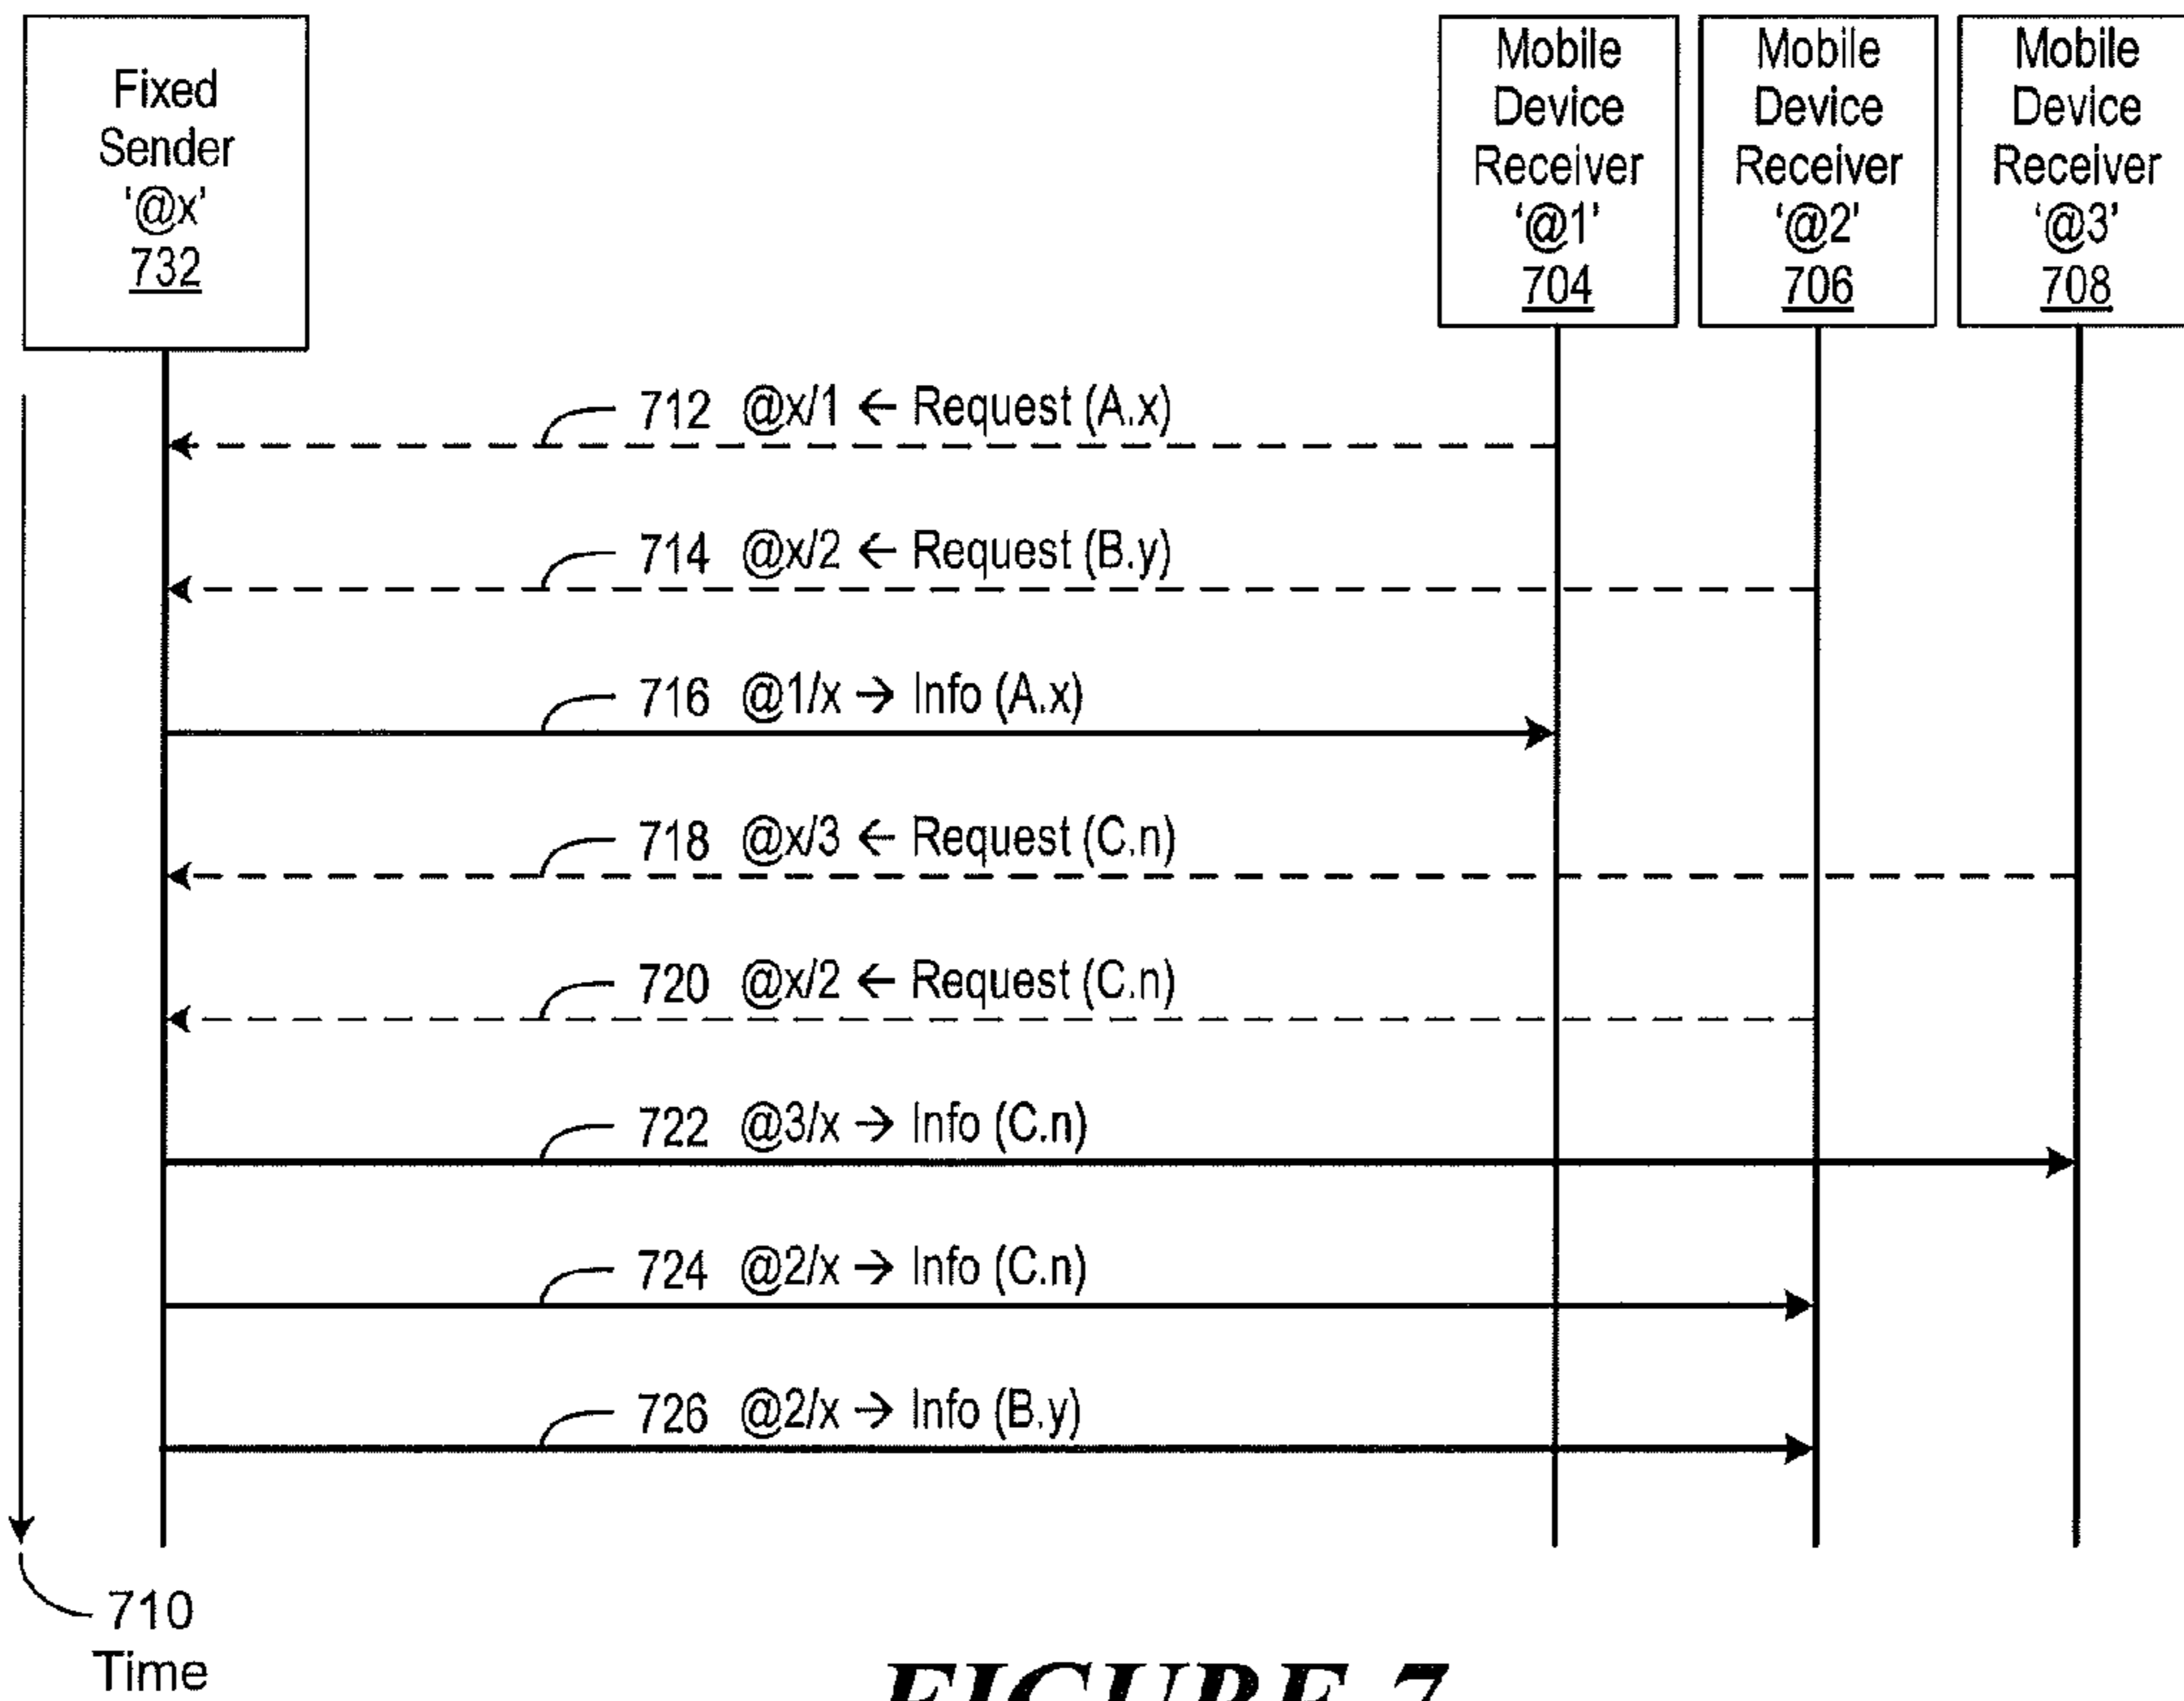 Fixed
Sender
‘@x’
732
Mobile
Device
Receiver
‘@1’
704
Mobile
Device
Receiver
‘@2’
706
Mobile
Device
Receiver
‘@3’
708
712 @x/1 ← Request (A.x)
714 @x/2 ← Request (B.y)
716 @1/x → Info (A.x)
718 @x/3 ← Request (C.n)
720 @x/2 ← Request (C.n)
722 @3/x → Info (C.n)
724 @2/x → Info (C.n)
726 @2/x → Info (B.y)
710
Time
FIGURE 7